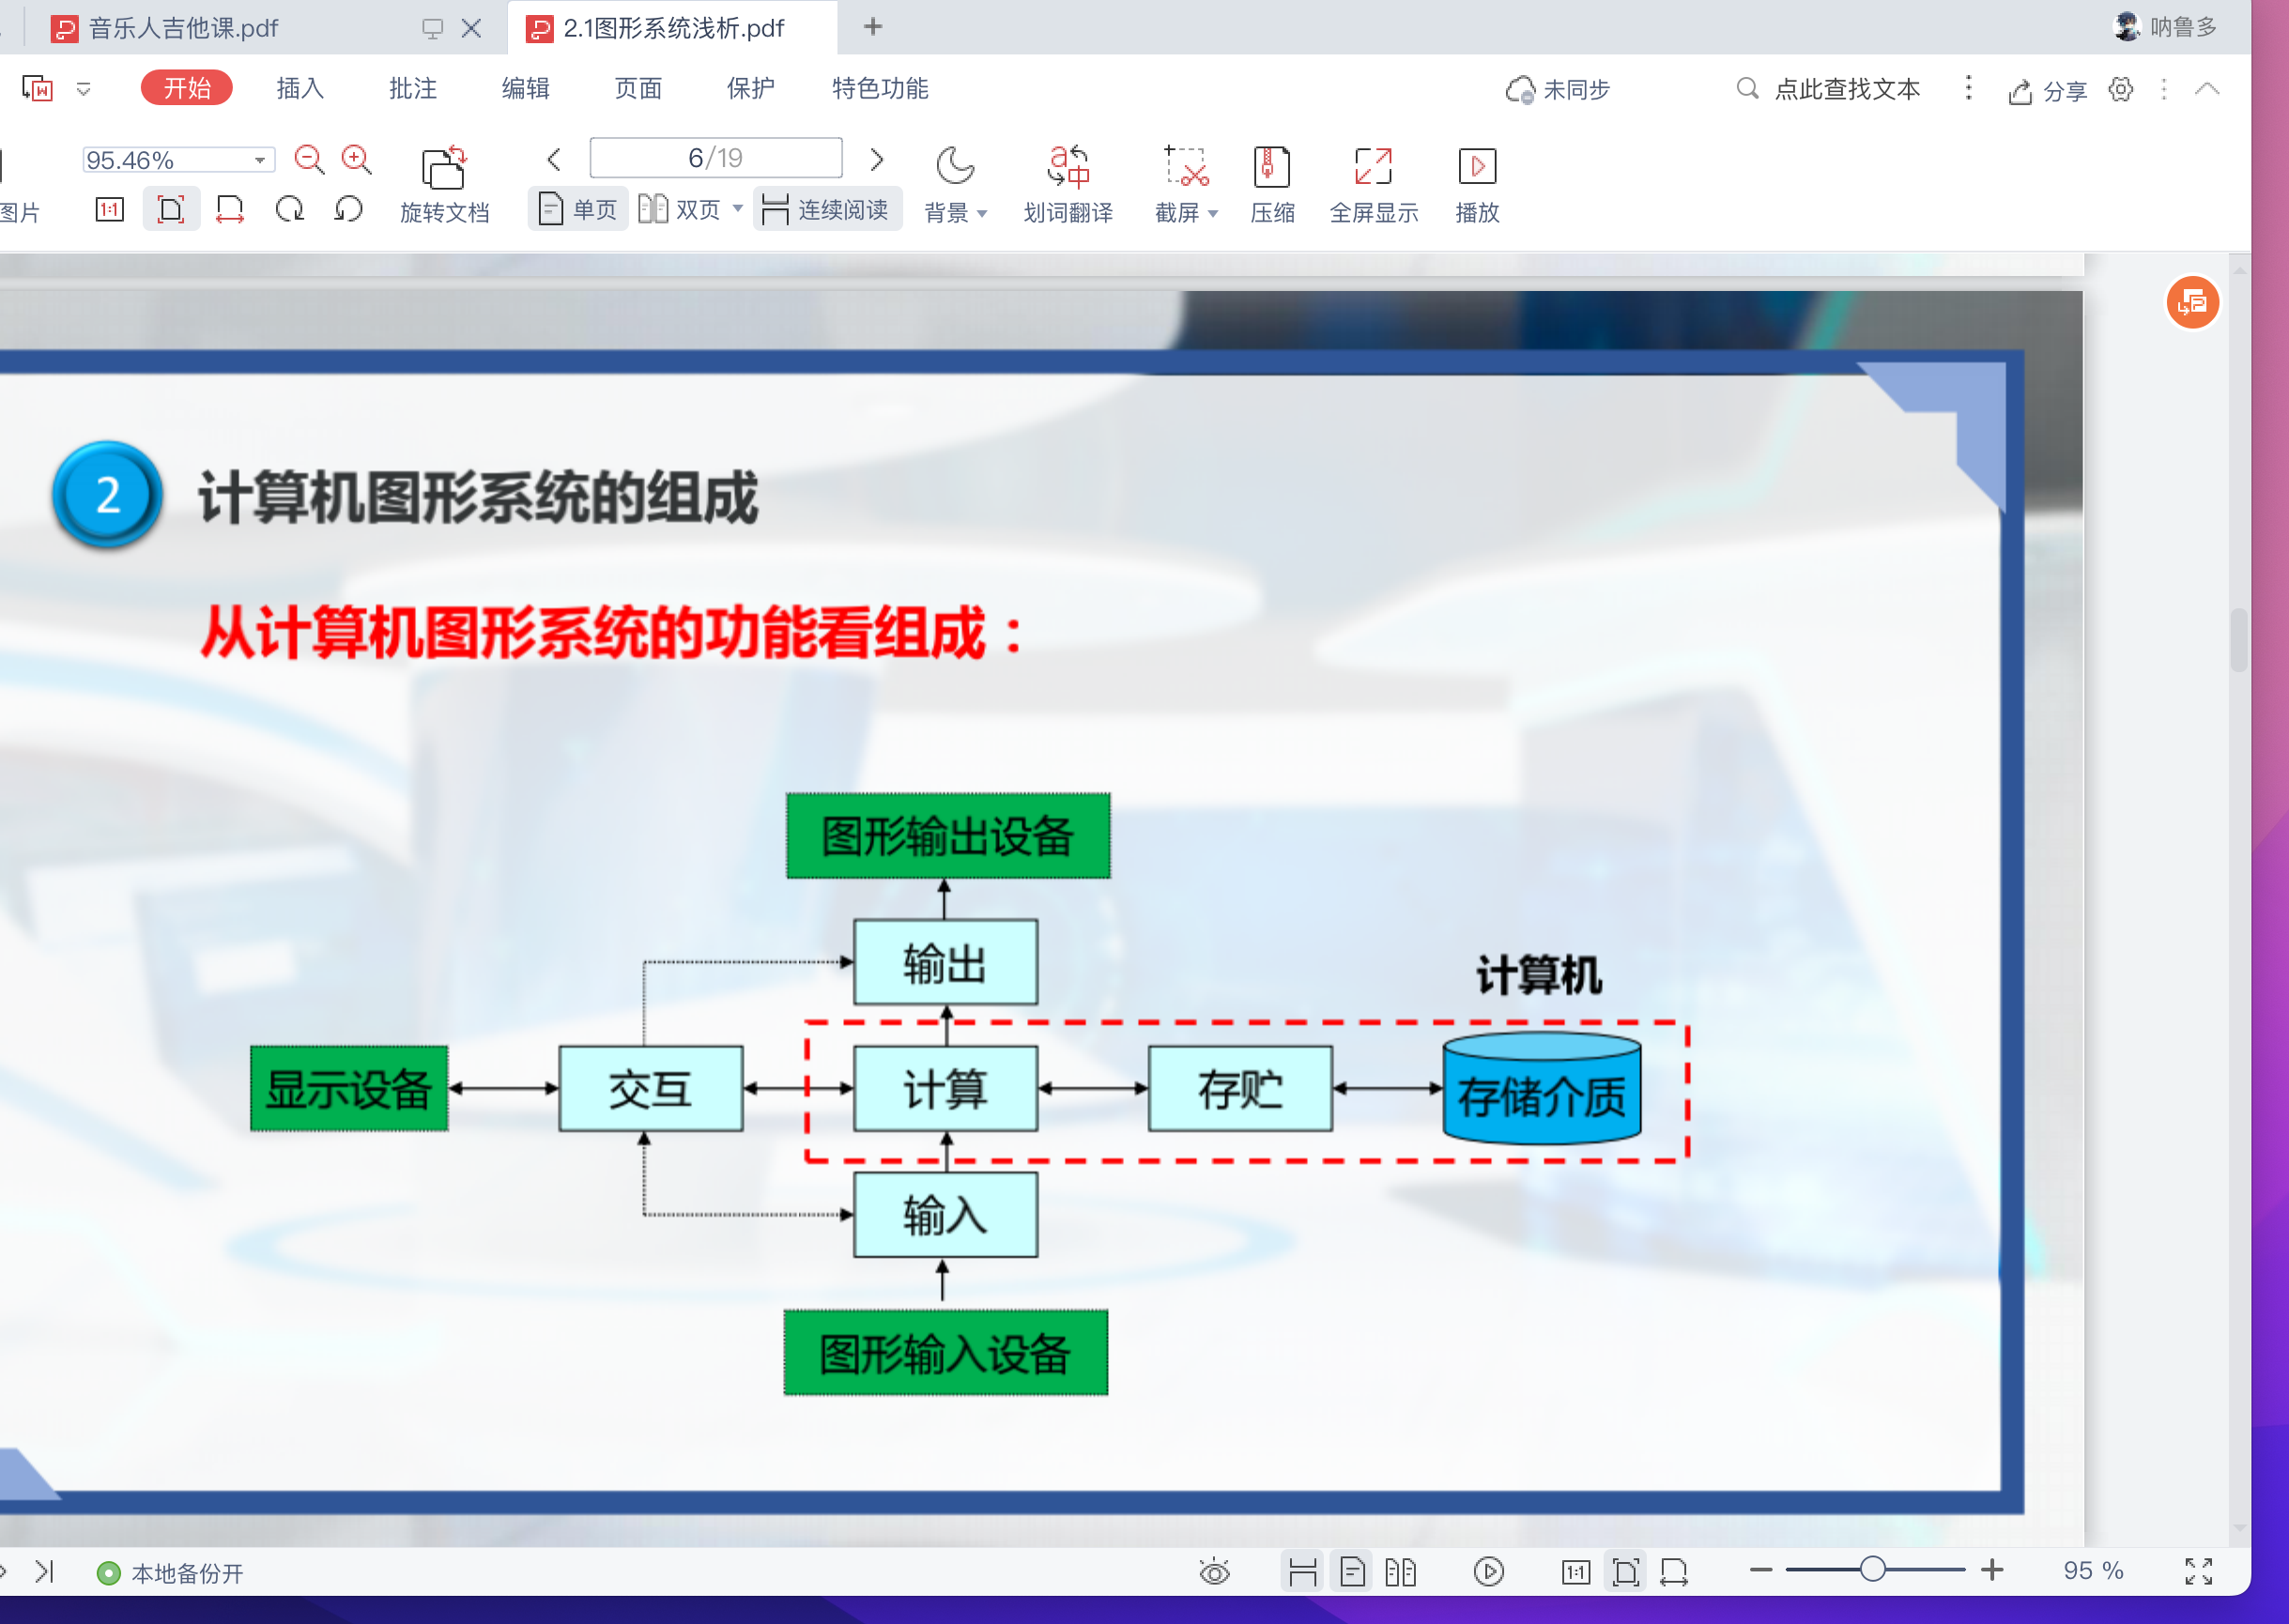 音乐人吉他课.pdf
2.1图形系统浅析.pdf
呐鲁多
开始
插入
批注
编辑
页面
保护
特色功能
未同步
点此查找文本
分享
95.46%
6/19
图片
1:1
旋转文档
单页
双页
连续阅读
背景
划词翻译
截屏
压缩
全屏显示
播放
2
计算机图形系统的组成
从计算机图形系统的功能看组成：
图形输出设备
输出
计算机
显示设备
交互
计算
存贮
存储介质
输入
图形输入设备
本地备份开
1:1
95 %